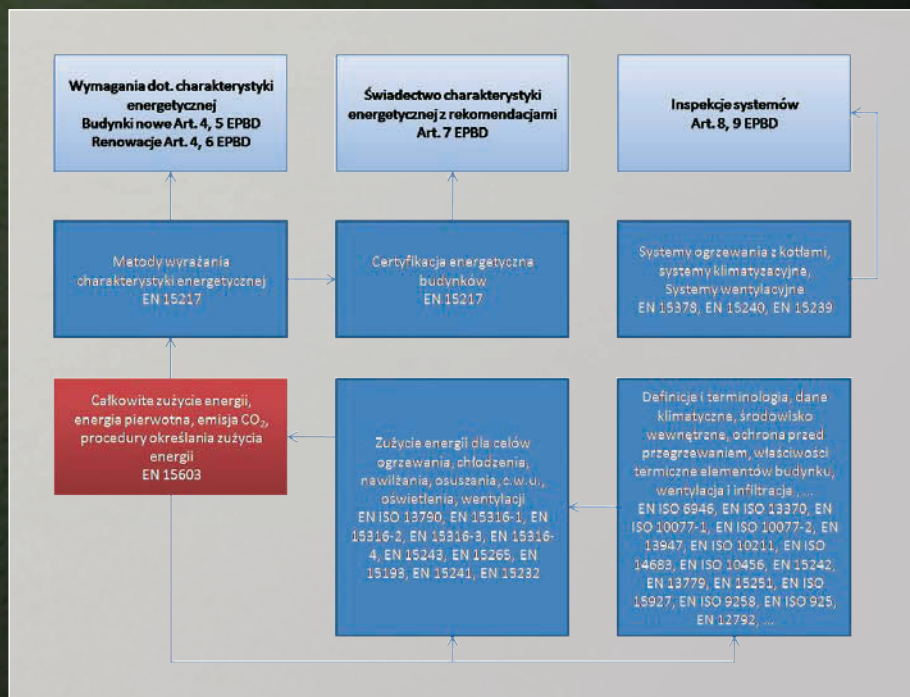 Wymagania dot. charakterystyki
energetycznej
Budynki nowe Art. 4, 5 EPBD
Renowacje Art. 4, 6 EPBD
Świadectwo charakterystyki
energetycznej z rekomendacjami
Art. 7 EPBD
Inspekcje systemów
Art. 8, 9 EPBD
Metody wyrażania
charakterystyki energetycznej
EN 15217
Certyfikacja energetyczna
budynków
EN 15217
Systemy ogrzewania z kotłami,
systemy klimatyzacyjne,
Systemy wentylacyjne
EN 15378, EN 15240, EN 15239
Całkowite zużycie energii,
energia pierwotna, emisja CO₂,
procedury określania zużycia
energii
EN 15603
Zużycie energii dla celów
ogrzewania, chłodzenia,
nawilżania, osuszania, c.w.u.,
oświetlenia, wentylacji
EN ISO 13790, EN 15316-1, EN
15316-2, EN 15316-3, EN 15316-
4, EN 15243, EN 15265, EN
15193, EN 15241, EN 15232
Definicje i terminologia, dane
klimatyczne, środowisko
wewnętrzne, ochrona przed
przegrzewaniem, właściwości
termiczne elementów budynku,
wentylacja i infiltracja , ...
EN ISO 6946, EN ISO 13370, EN
ISO 10077-1, EN ISO 10077-2, EN
13947, EN ISO 10211, EN ISO
14683, EN ISO 10456, EN 15242,
EN 13779, EN 15251, EN ISO
15927, EN ISO 9258, EN ISO 925,
EN 12792, ...